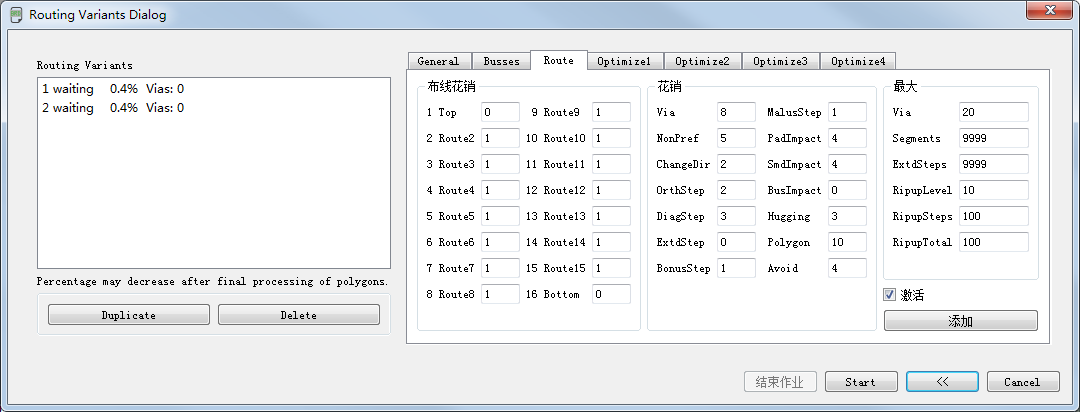 Routing Variants Dialog
Routing Variants
1 waiting 0.4% Vias: 0
2 waiting 0.4% Vias: 0
Percentage may decrease after final processing of polygons.
Duplicate Delete
General Busses Route Optimize1 Optimize2 Optimize3 Optimize4
布线花销
1 Top 0 9 Route9 1
2 Route2 1 10 Route10 1
3 Route3 1 11 Route11 1
4 Route4 1 12 Route12 1
5 Route5 1 13 Route13 1
6 Route6 1 14 Route14 1
7 Route7 1 15 Route15 1
8 Route8 1 16 Bottom 0
花销
Via 8 MalusStep 1
NonPref 5 PadImpact 4
ChangeDir 2 SmdImpact 4
OrthStep 2 BusImpact 0
DiagStep 3 Hugging 3
ExtdStep 0 Polygon 10
BonusStep 1 Avoid 4
最大
Via 20
Segments 9999
ExtdSteps 9999
RipupLevel 10
RipupSteps 100
RipupTotal 100
激活
添加
结束作业 Start << Cancel